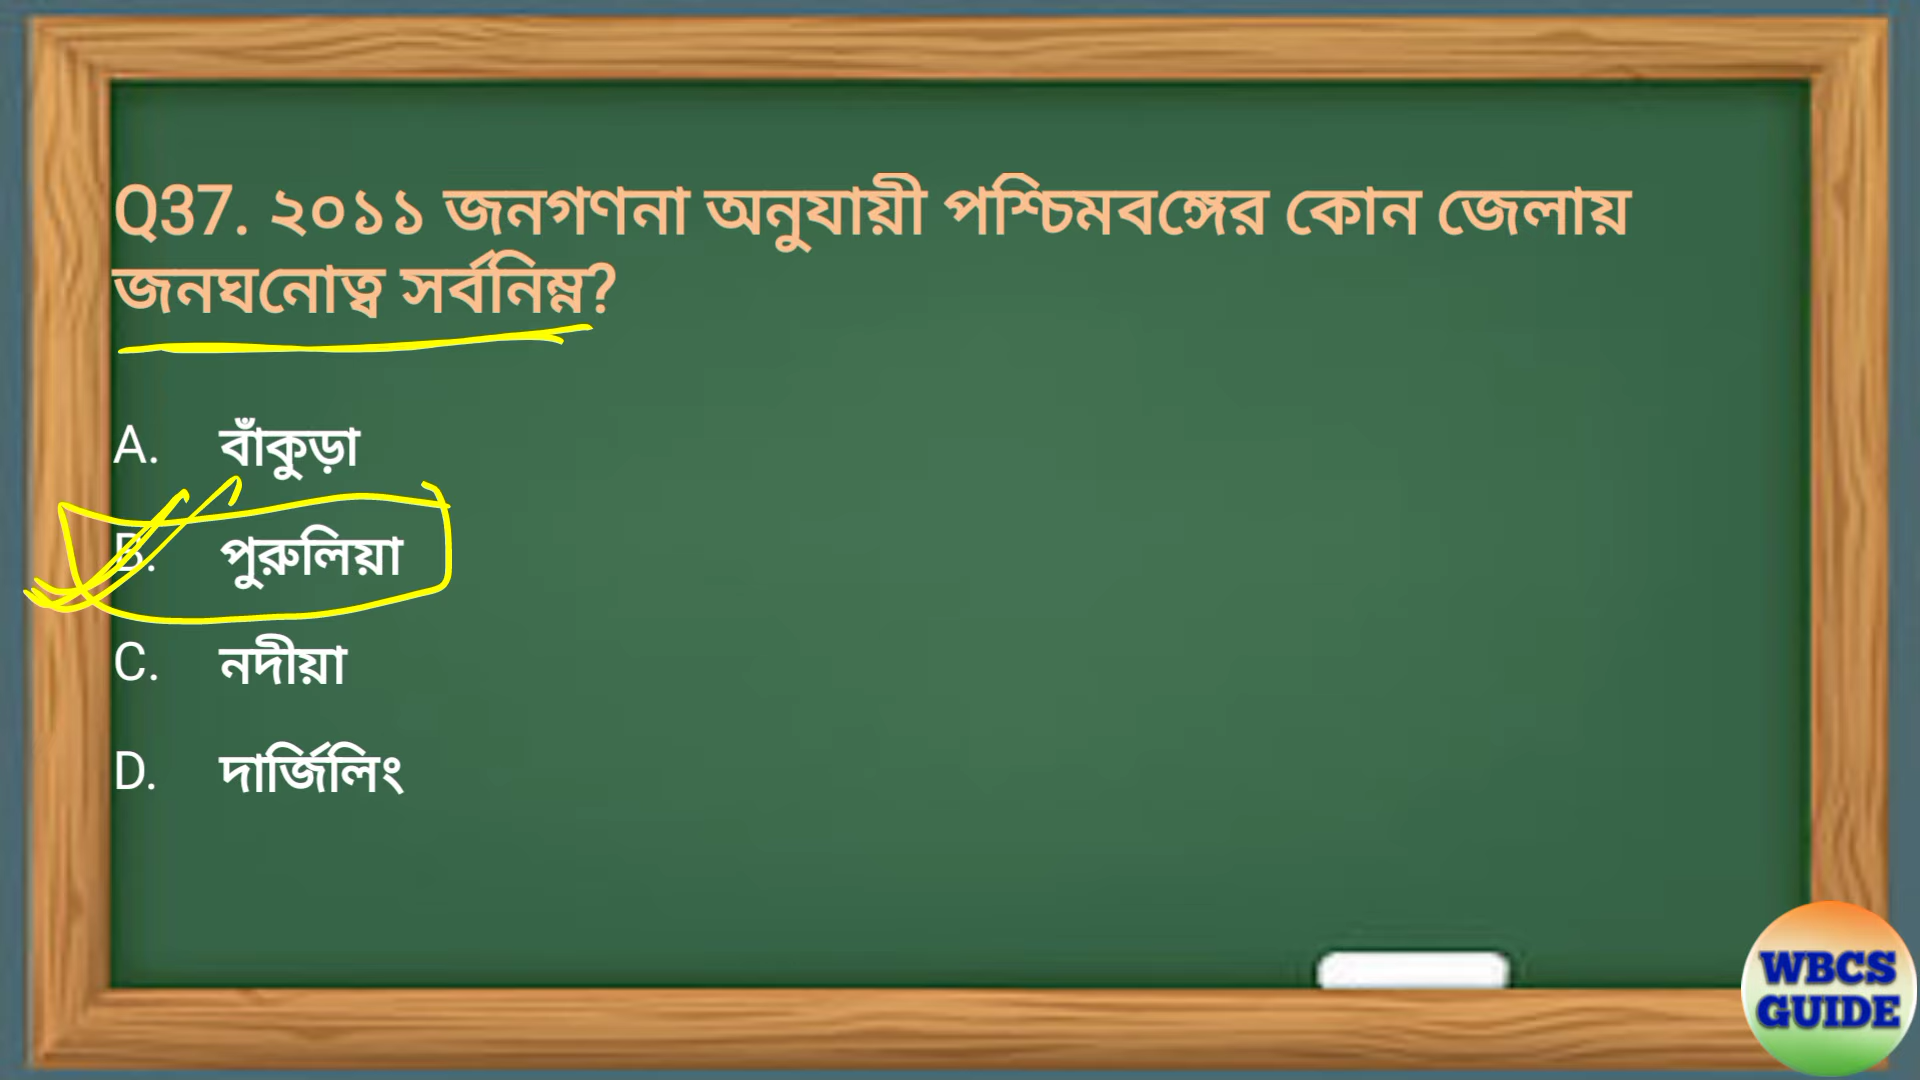 Q37. ২০১১ জনগণনা অনুযায়ী পশ্চিমবঙ্গের কোন জেলায়
জনঘনোত্ব সর্বনিম্ন?
A. বাঁকুড়া
B. পুরুলিয়া
C. নদীয়া
D. দার্জিলিং
WBCS
GUIDE